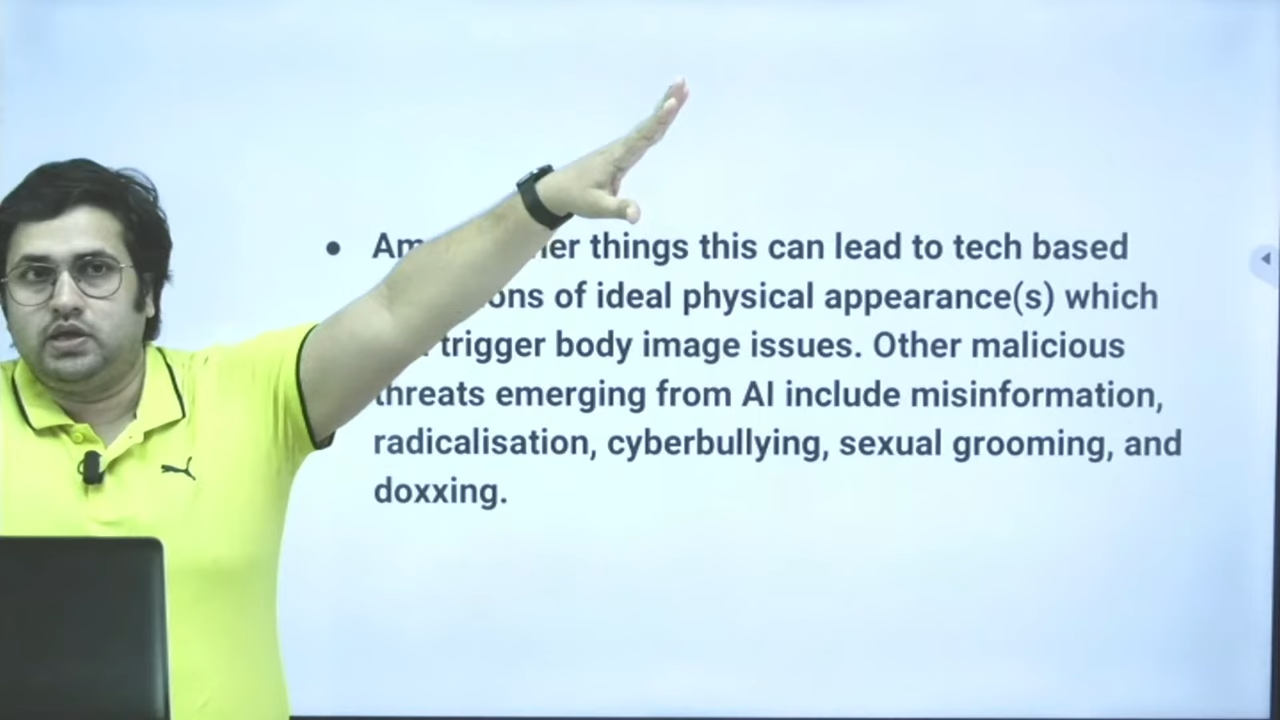 things this can lead to tech based
of ideal physical appearance(s) which
trigger body image issues. Other malicious
threats emerging from AI include misinformation,
radicalisation, cyberbullying, sexual grooming, and
doxxing.